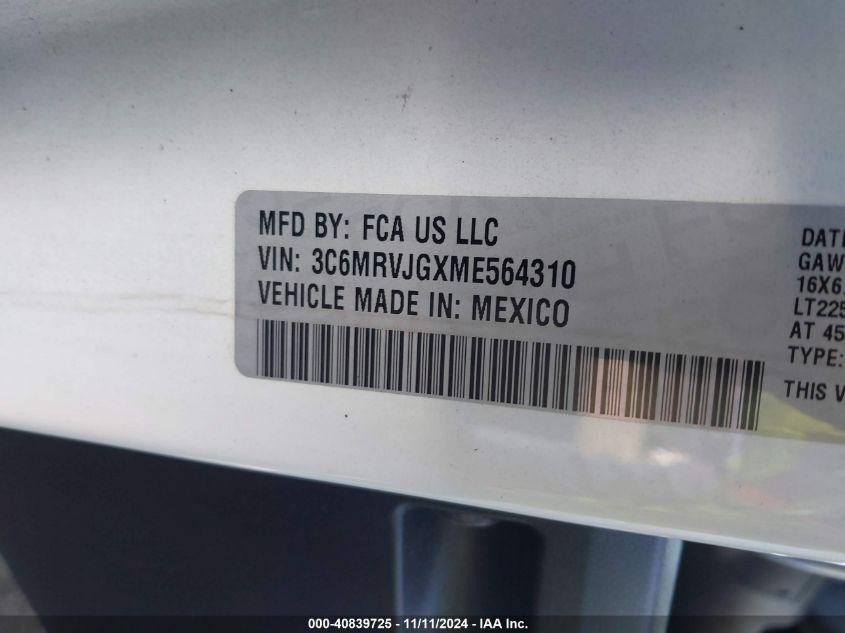 MFD BY: FCA US LLC
VIN: 3C6MRVJGXME564310
VEHICLE MADE IN: MEXICO
DATE
GAW
16X6.
LT225
AT 45
TYPE:
THIS V
000-40839725 - 11/11/2024 - IAA Inc.